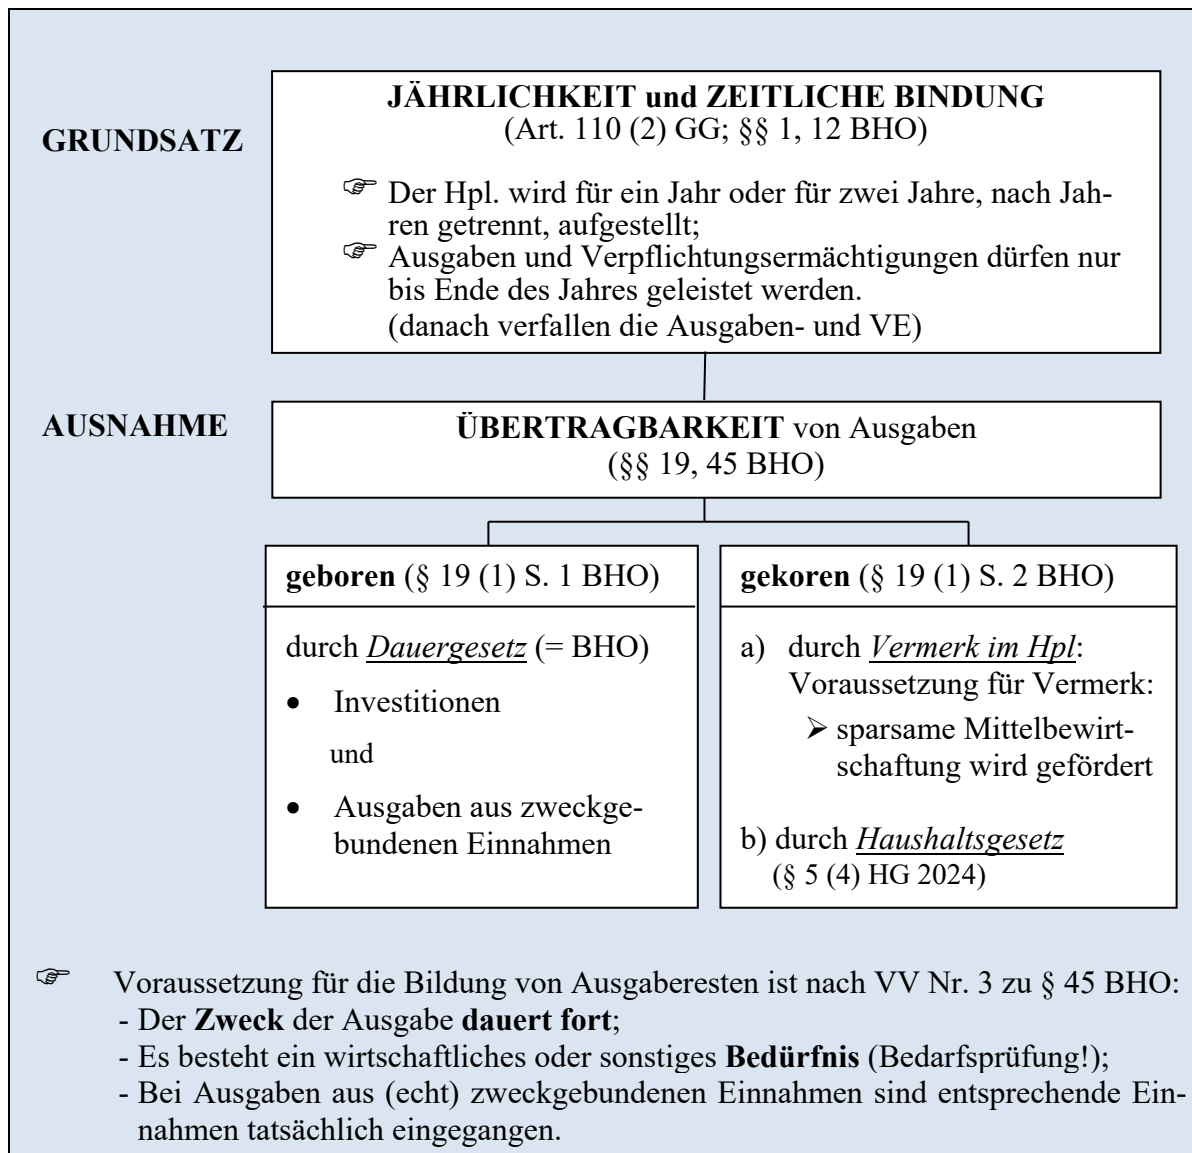 GRUNDSATZ
JÄHRLICHKEIT und ZEITLICHE BINDUNG
(Art. 110 (2) GG; §§ 1, 12 BHO)
☞ Der Hpl. wird für ein Jahr oder für zwei Jahre, nach Jah-
ren getrennt, aufgestellt;
☞ Ausgaben und Verpflichtungsermächtigungen dürfen nur
bis Ende des Jahres geleistet werden.
(danach verfallen die Ausgaben- und VE)
AUSNAHME
ÜBERTRAGBARKEIT von Ausgaben
(§§ 19, 45 BHO)
geboren (§ 19 (1) S. 1 BHO)
durch Dauergesetz (= BHO)
• Investitionen
und
• Ausgaben aus zweckge-
bundenen Einnahmen
gekoren (§ 19 (1) S. 2 BHO)
a) durch Vermerk im Hpl:
Voraussetzung für Vermerk:
➢ sparsame Mittelbewirt-
schaftung wird gefördert
b) durch Haushaltsgesetz
(§ 5 (4) HG 2024)
☞ Voraussetzung für die Bildung von Ausgaberesten ist nach VV Nr. 3 zu § 45 BHO:
- Der Zweck der Ausgabe dauert fort;
- Es besteht ein wirtschaftliches oder sonstiges Bedürfnis (Bedarfsprüfung!);
- Bei Ausgaben aus (echt) zweckgebundenen Einnahmen sind entsprechende Ein-
nahmen tatsächlich eingegangen.